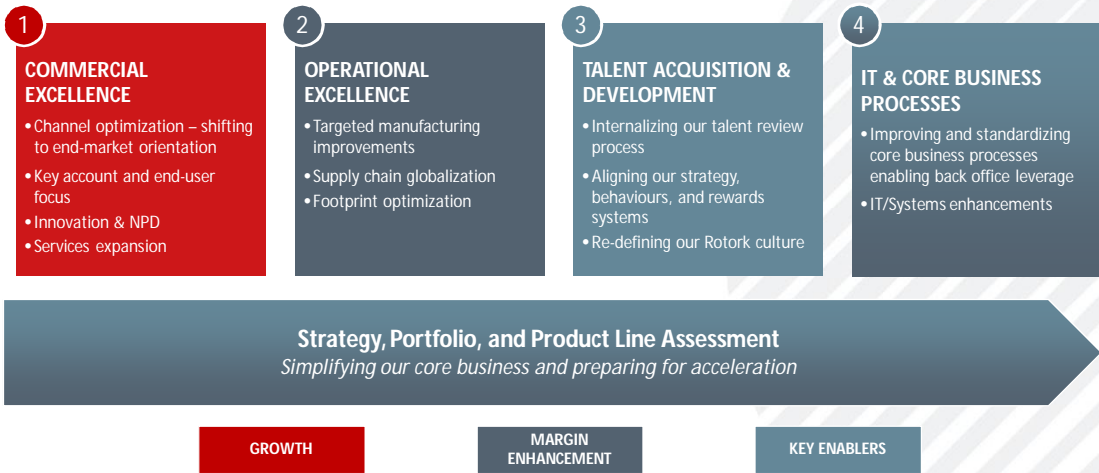 1
COMMERCIAL
EXCELLENCE
• Channel optimization – shifting
to end-market orientation
• Key account and end-user
focus
• Innovation & NPD
• Services expansion
2
OPERATIONAL
EXCELLENCE
• Targeted manufacturing
improvements
• Supply chain globalization
• Footprint optimization
3
TALENT ACQUISITION &
DEVELOPMENT
• Internalizing our talent review
process
• Aligning our strategy,
behaviours, and rewards
systems
• Re-defining our Rotork culture
4
IT & CORE BUSINESS
PROCESSES
• Improving and standardizing
core business processes
enabling back office leverage
• IT/Systems enhancements
Strategy, Portfolio, and Product Line Assessment
Simplifying our core business and preparing for acceleration
GROWTH
MARGIN
ENHANCEMENT
KEY ENABLERS